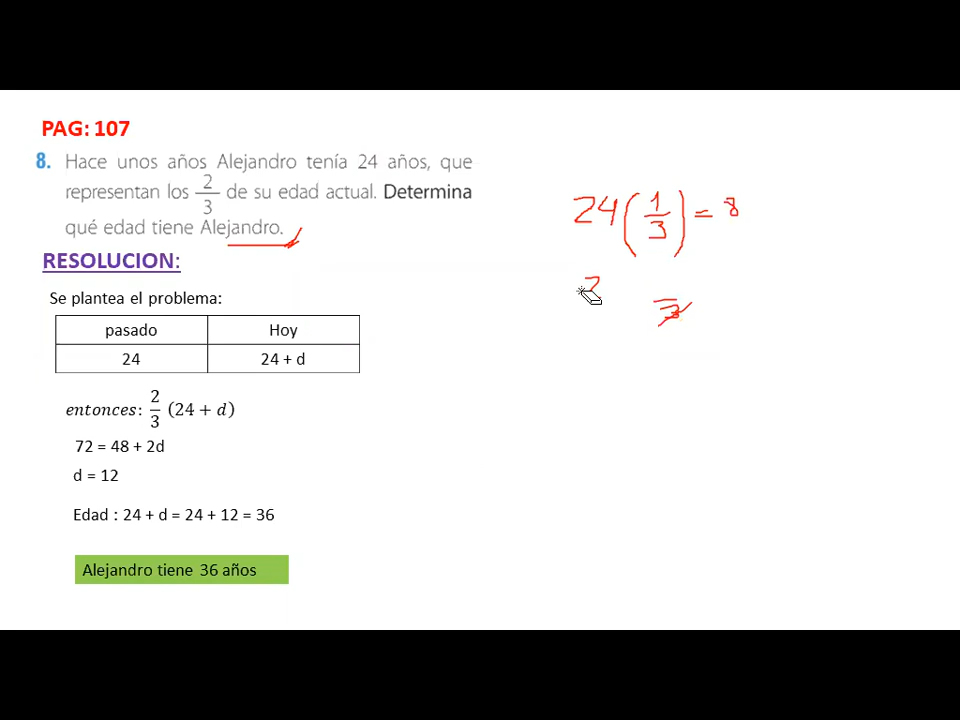 PAG: 107
8. Hace unos años Alejandro tenía 24 años, que
representan los 2/3 de su edad actual. Determina
qué edad tiene Alejandro.
RESOLUCION:
Se plantea el problema:
pasado Hoy
24 24 + d
entonces: 2/3 (24 + d)
72 = 48 + 2d
d = 12
Edad : 24 + d = 24 + 12 = 36
Alejandro tiene 36 años
24(1/3) = 8